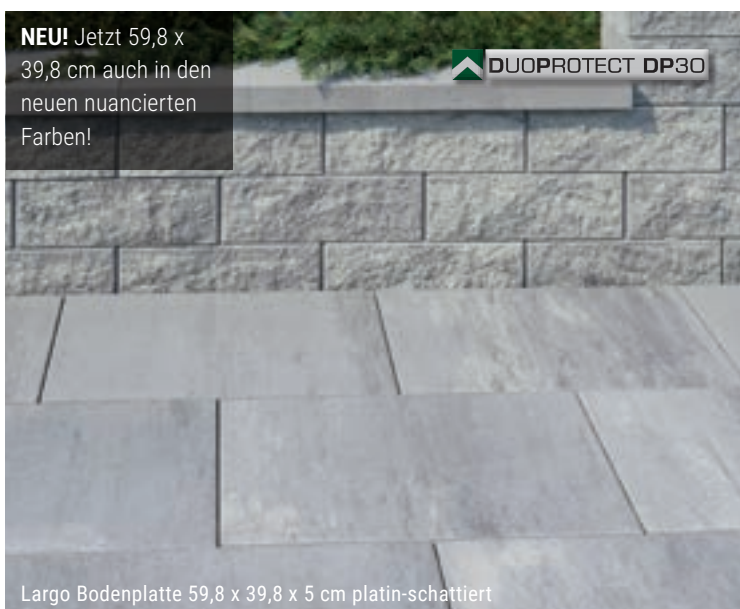 NEU! Jetzt 59,8 x
39,8 cm auch in den
neuen nuancierten
Farben!
DUOPROTECT DP30
Largo Bodenplatte 59,8 x 39,8 x 5 cm platin-schattiert